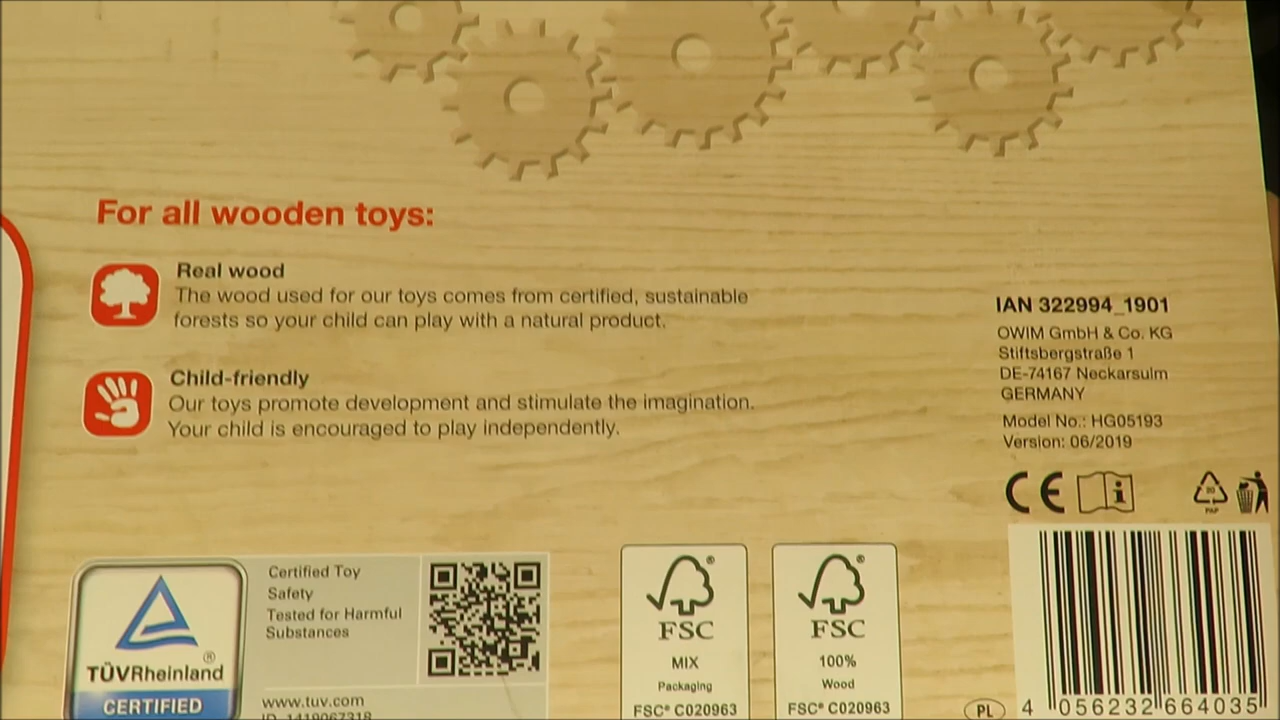 For all wooden toys:
Real wood
The wood used for our toys comes from certified, sustainable
forests so your child can play with a natural product.
Child-friendly
Our toys promote development and stimulate the imagination.
Your child is encouraged to play independently.
IAN 322994_1901
OWIM GmbH & Co. KG
Stiftsbergstraße 1
DE-74167 Neckarsulm
GERMANY
Model No.: HG05193
Version: 06/2019
CE
PAP
TÜVRheinland®
CERTIFIED
Certified Toy
Safety
Tested for Harmful
Substances
www.tuv.com
ID 1419067318
FSC
MIX
Packaging
FSC® C020963
FSC
100%
Wood
FSC® C020963
PL
4 056232 664035